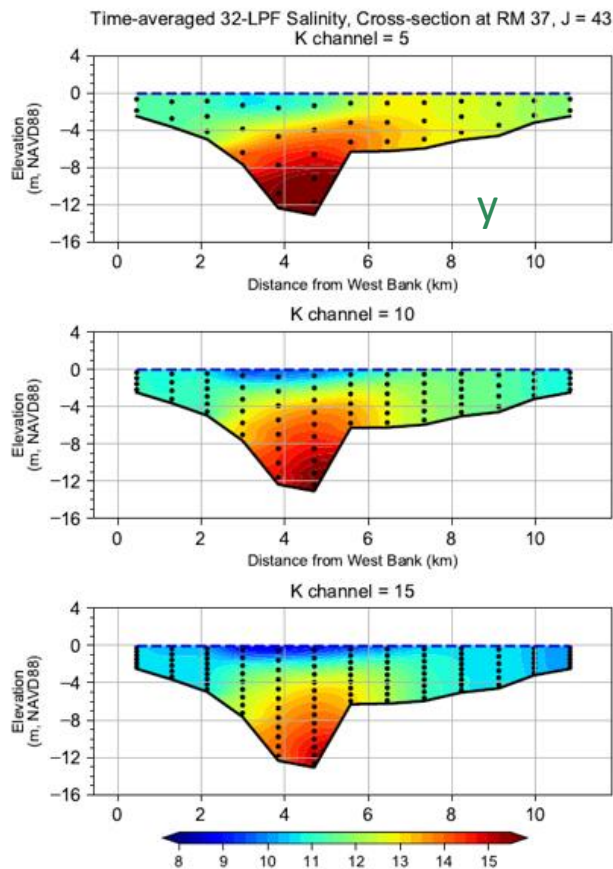 Time-averaged 32-LPF Salinity, Cross-section at RM 37, J = 43
K channel = 5
4
0
−4
−8
−12
−16
Elevation
(m, NAVD88)
y
0 2 4 6 8 10
Distance from West Bank (km)
K channel = 10
4
0
−4
−8
−12
−16
Elevation
(m, NAVD88)
0 2 4 6 8 10
Distance from West Bank (km)
K channel = 15
4
0
−4
−8
−12
−16
Elevation
(m, NAVD88)
0 2 4 6 8 10
8 9 10 11 12 13 14 15